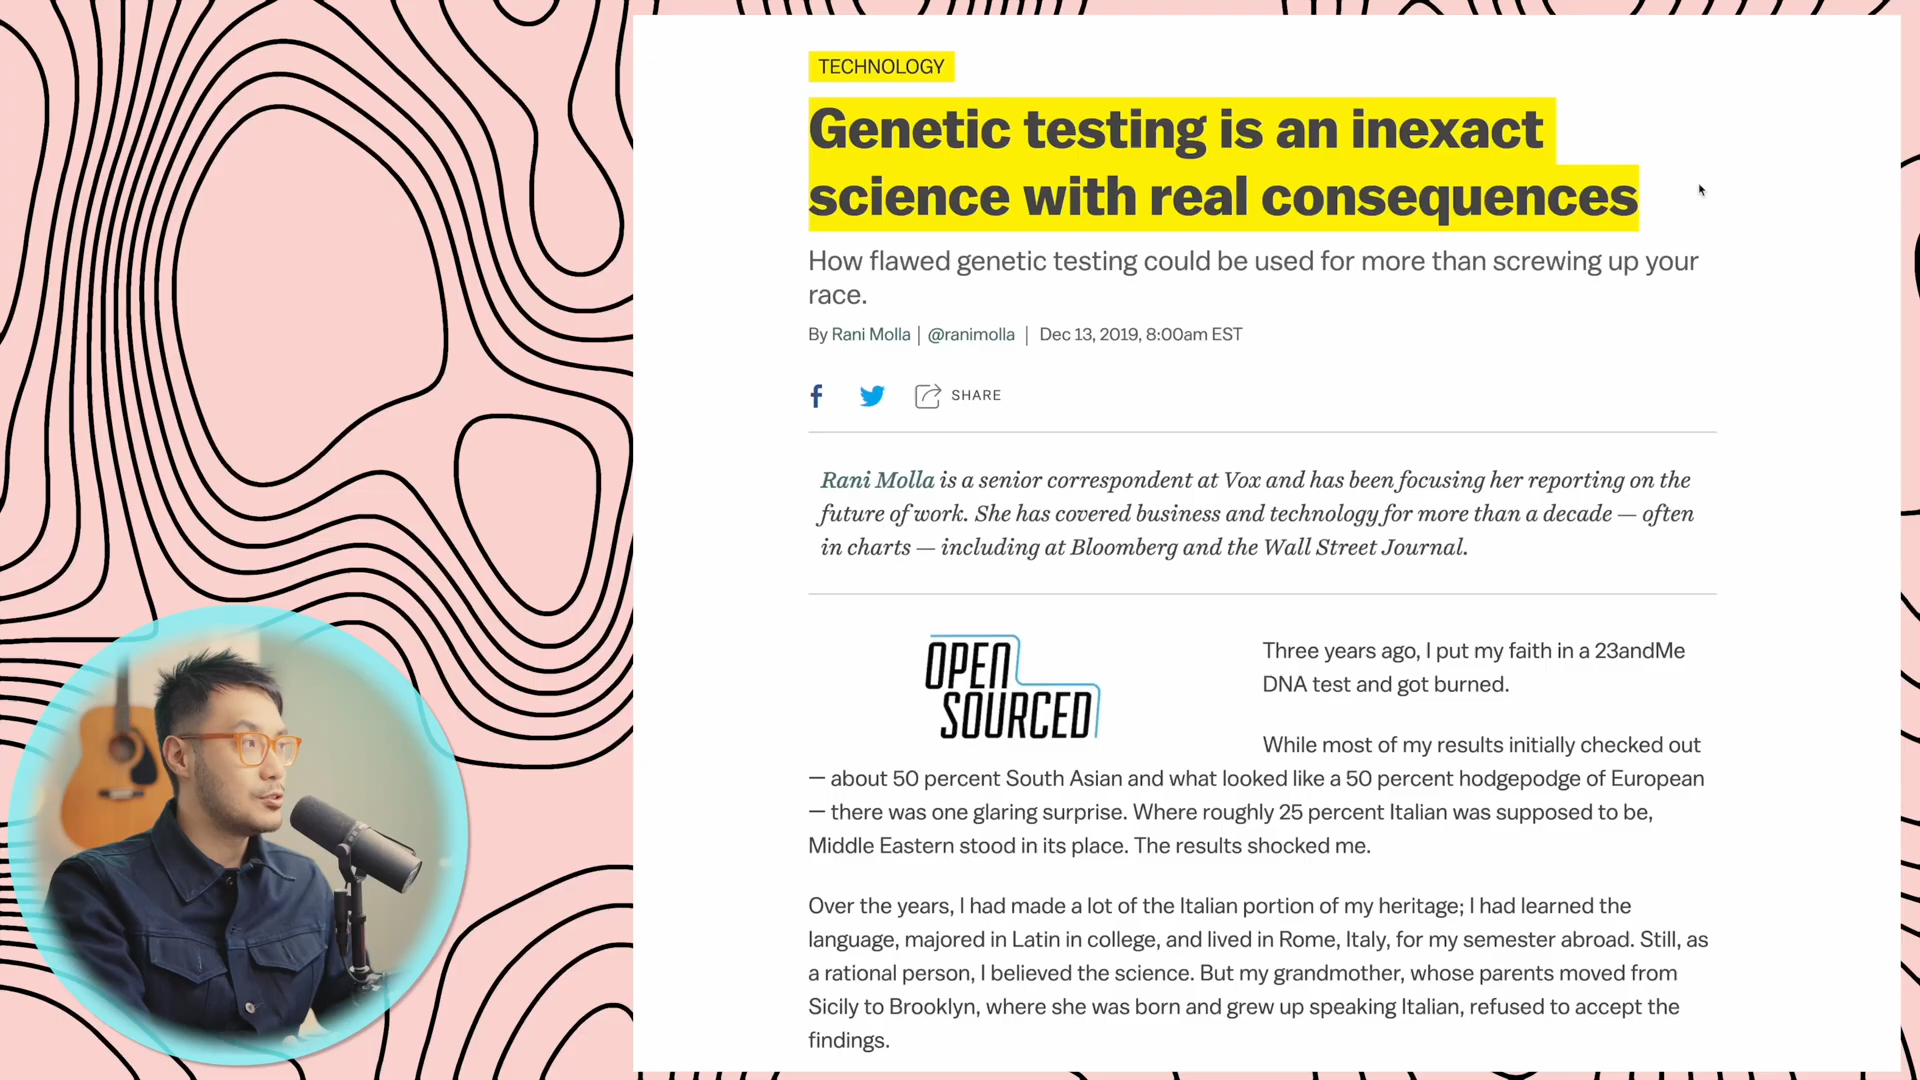 TECHNOLOGY
Genetic testing is an inexact
science with real consequences
How flawed genetic testing could be used for more than screwing up your
race.
By Rani Molla | @ranimolla | Dec 13, 2019, 8:00am EST
SHARE
Rani Molla is a senior correspondent at Vox and has been focusing her reporting on the
future of work. She has covered business and technology for more than a decade — often
in charts — including at Bloomberg and the Wall Street Journal.
OPEN
SOURCED
Three years ago, I put my faith in a 23andMe
DNA test and got burned.
While most of my results initially checked out
— about 50 percent South Asian and what looked like a 50 percent hodgepodge of European
— there was one glaring surprise. Where roughly 25 percent Italian was supposed to be,
Middle Eastern stood in its place. The results shocked me.
Over the years, I had made a lot of the Italian portion of my heritage; I had learned the
language, majored in Latin in college, and lived in Rome, Italy, for my semester abroad. Still, as
a rational person, I believed the science. But my grandmother, whose parents moved from
Sicily to Brooklyn, where she was born and grew up speaking Italian, refused to accept the
findings.